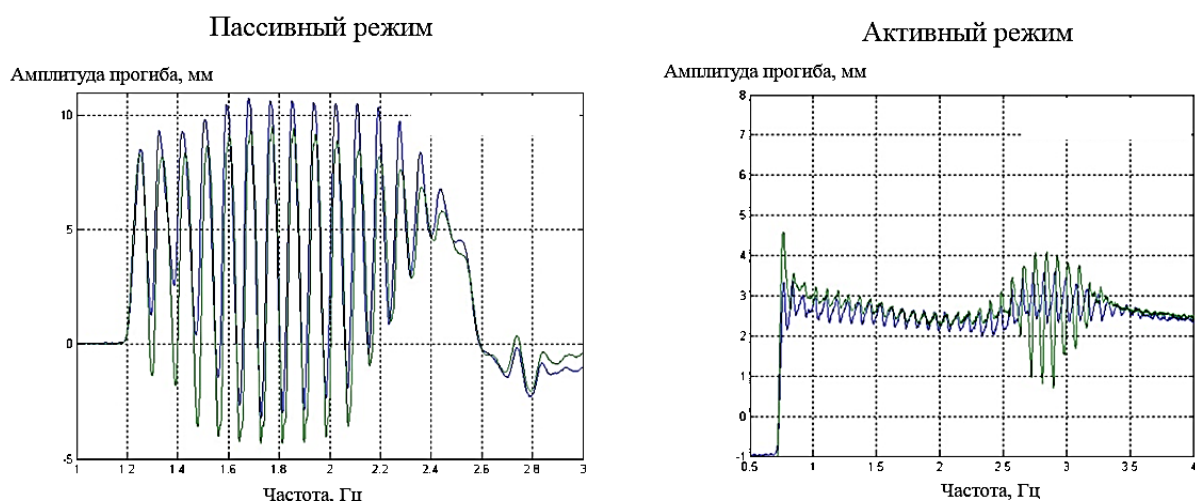 Пассивный режим
Амплитуда прогиба, мм
10
5
0
-5
1 1.2 1.4 1.6 1.8 2 2.2 2.4 2.6 2.8 3
Частота, Гц
Активный режим
Амплитуда прогиба, мм
8
7
6
5
4
3
2
1
0
-1
0.5 1 1.5 2 2.5 3 3.5 4
Частота, Гц